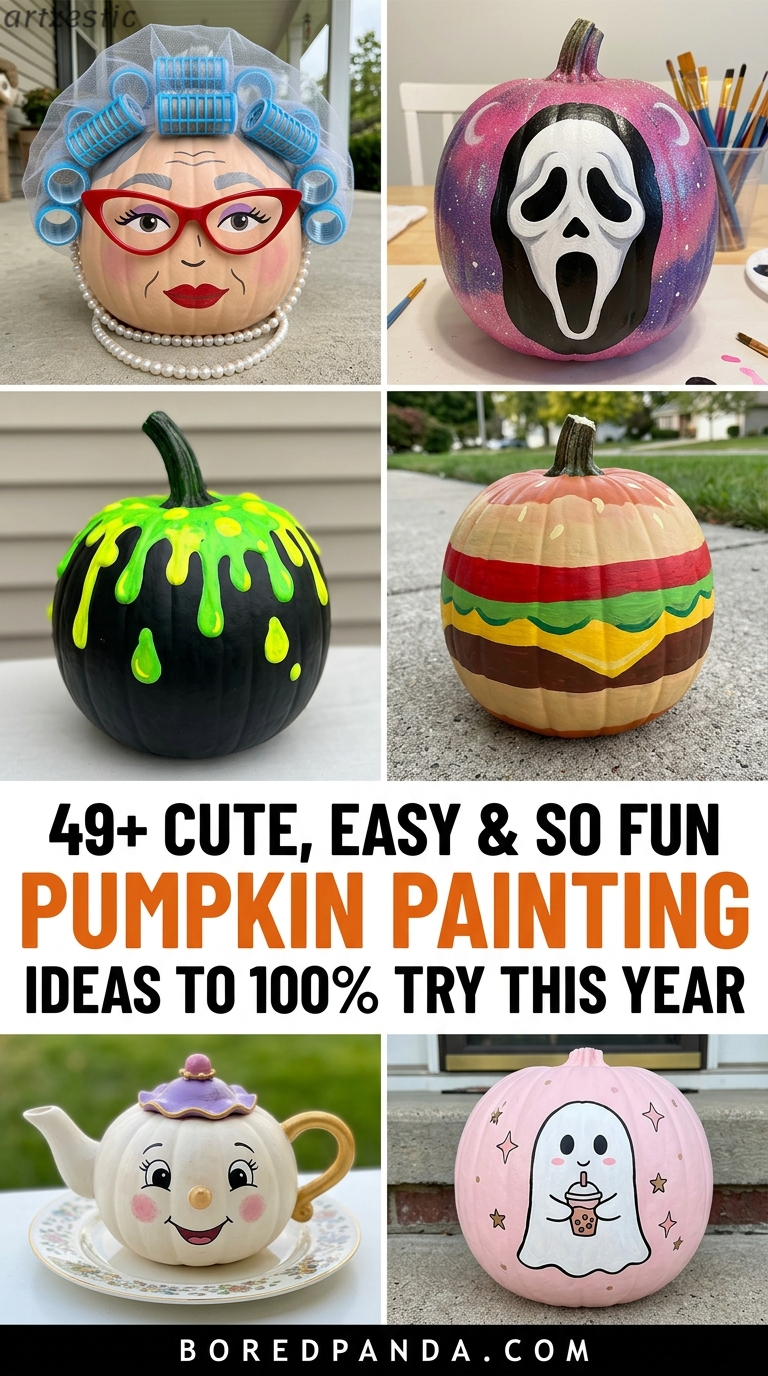 artzestic
49+ CUTE, EASY & SO FUN
PUMPKIN PAINTING
IDEAS TO 100% TRY THIS YEAR
BOREDPANDA.COM